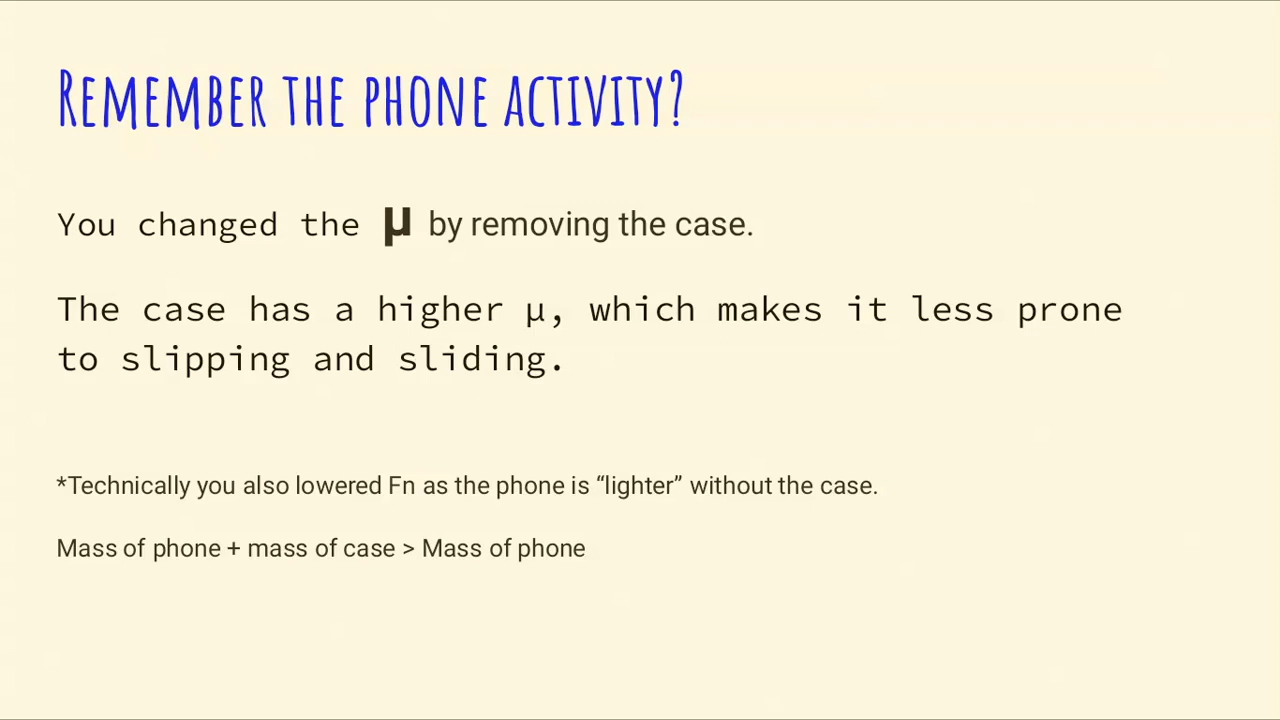 Remember the phone activity?
You changed the μ by removing the case.
The case has a higher μ, which makes it less prone
to slipping and sliding.
*Technically you also lowered Fn as the phone is “lighter” without the case.
Mass of phone + mass of case > Mass of phone